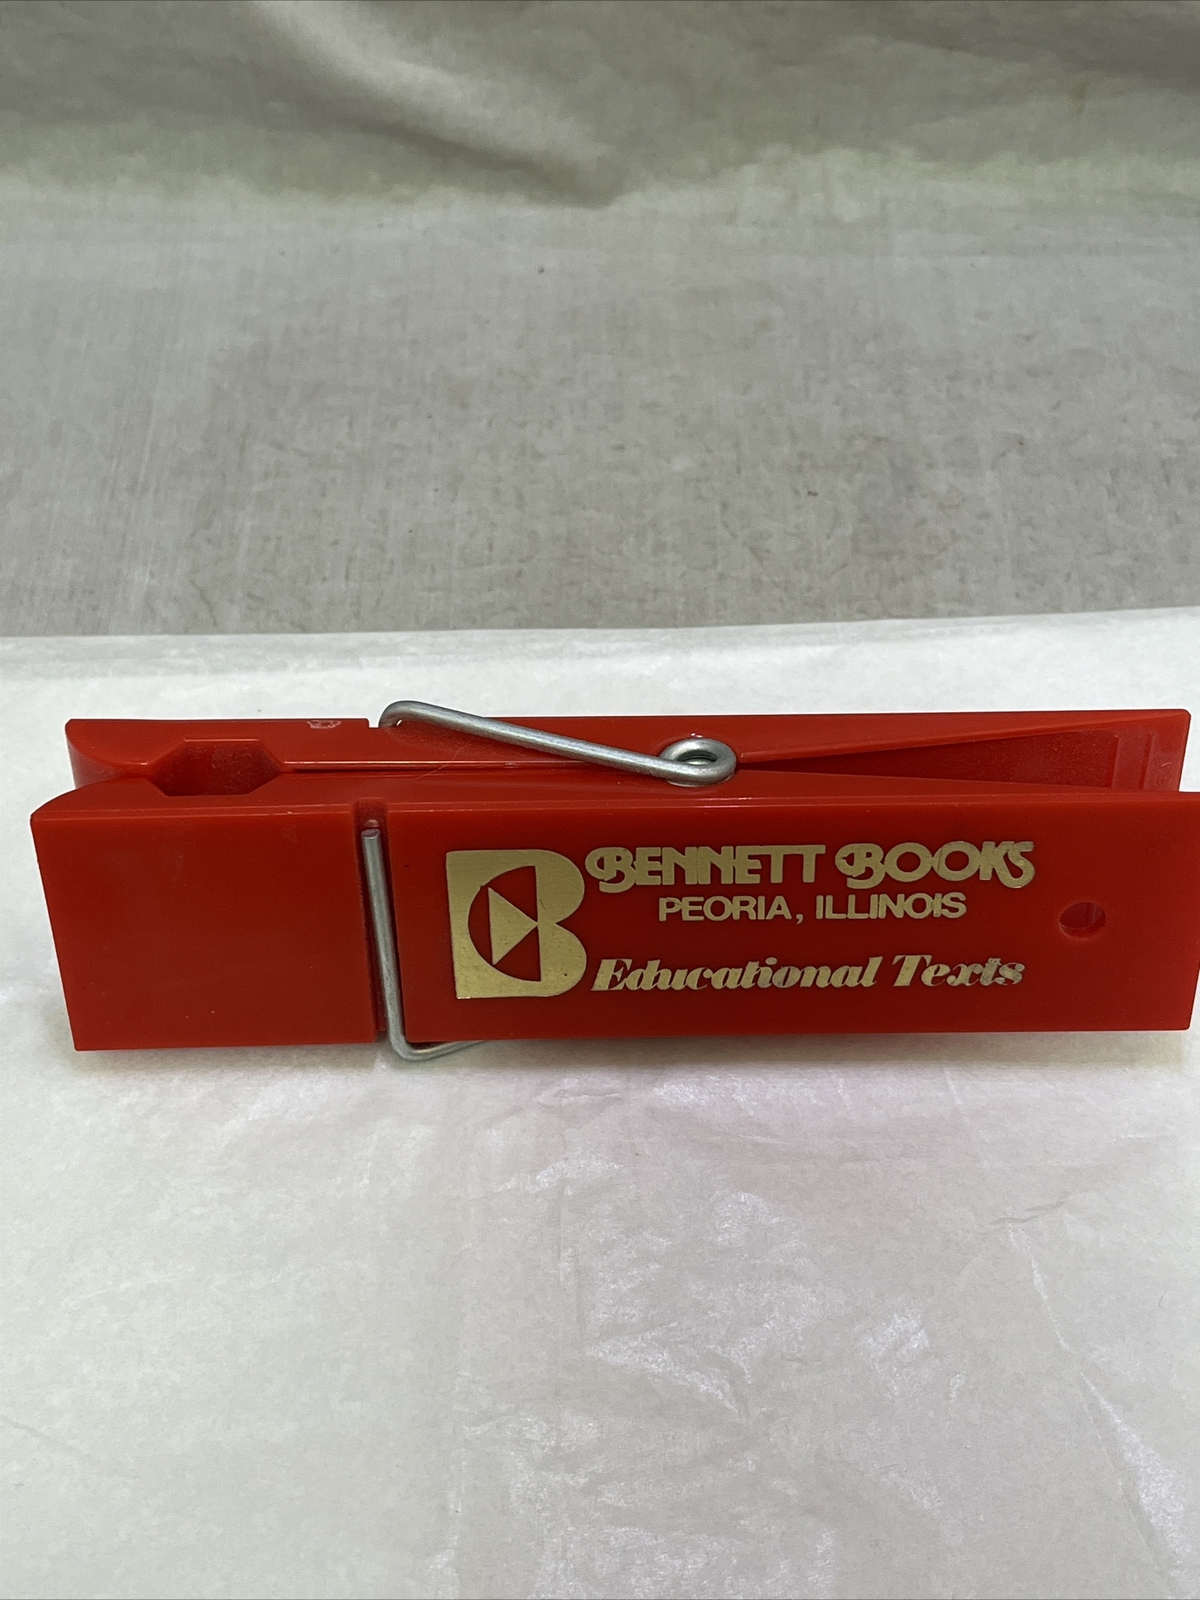 BENNETT BOOKS
PEORIA, ILLINOIS
Educational Texts